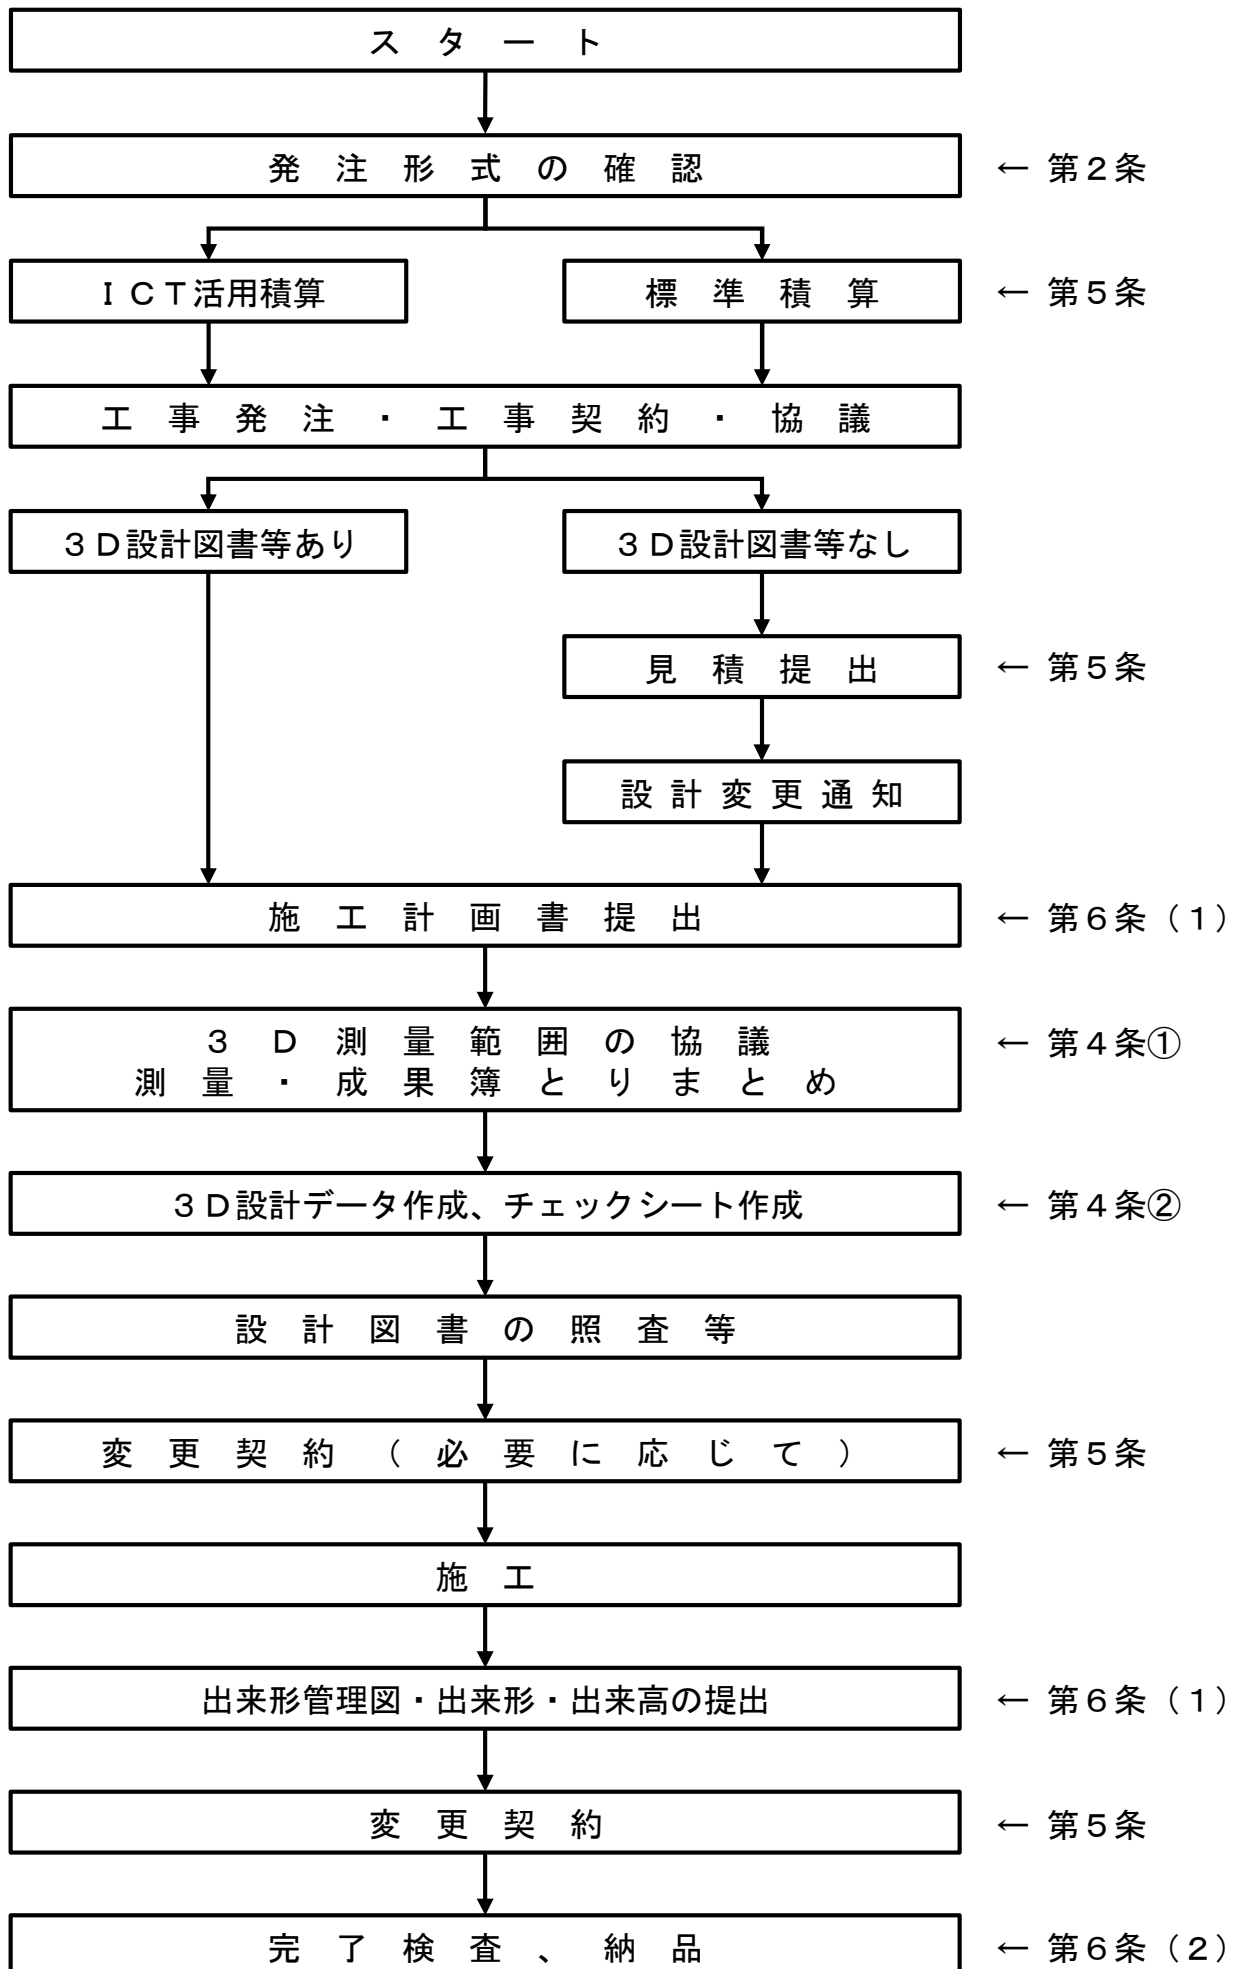 スタート
発注形式の確認 ← 第２条
ＩＣＴ活用積算 標準積算 ← 第５条
工事発注・工事契約・協議
３Ｄ設計図書等あり ３Ｄ設計図書等なし
見積提出 ← 第５条
設計変更通知
施工計画書提出 ← 第６条（１）
３Ｄ測量範囲の協議 ← 第４条①
測量・成果簿とりまとめ
３Ｄ設計データ作成、チェックシート作成 ← 第４条②
設計図書の照査等
変更契約（必要に応じて） ← 第５条
施工
出来形管理図・出来形・出来高の提出 ← 第６条（１）
変更契約 ← 第５条
完了検査、納品 ← 第６条（２）